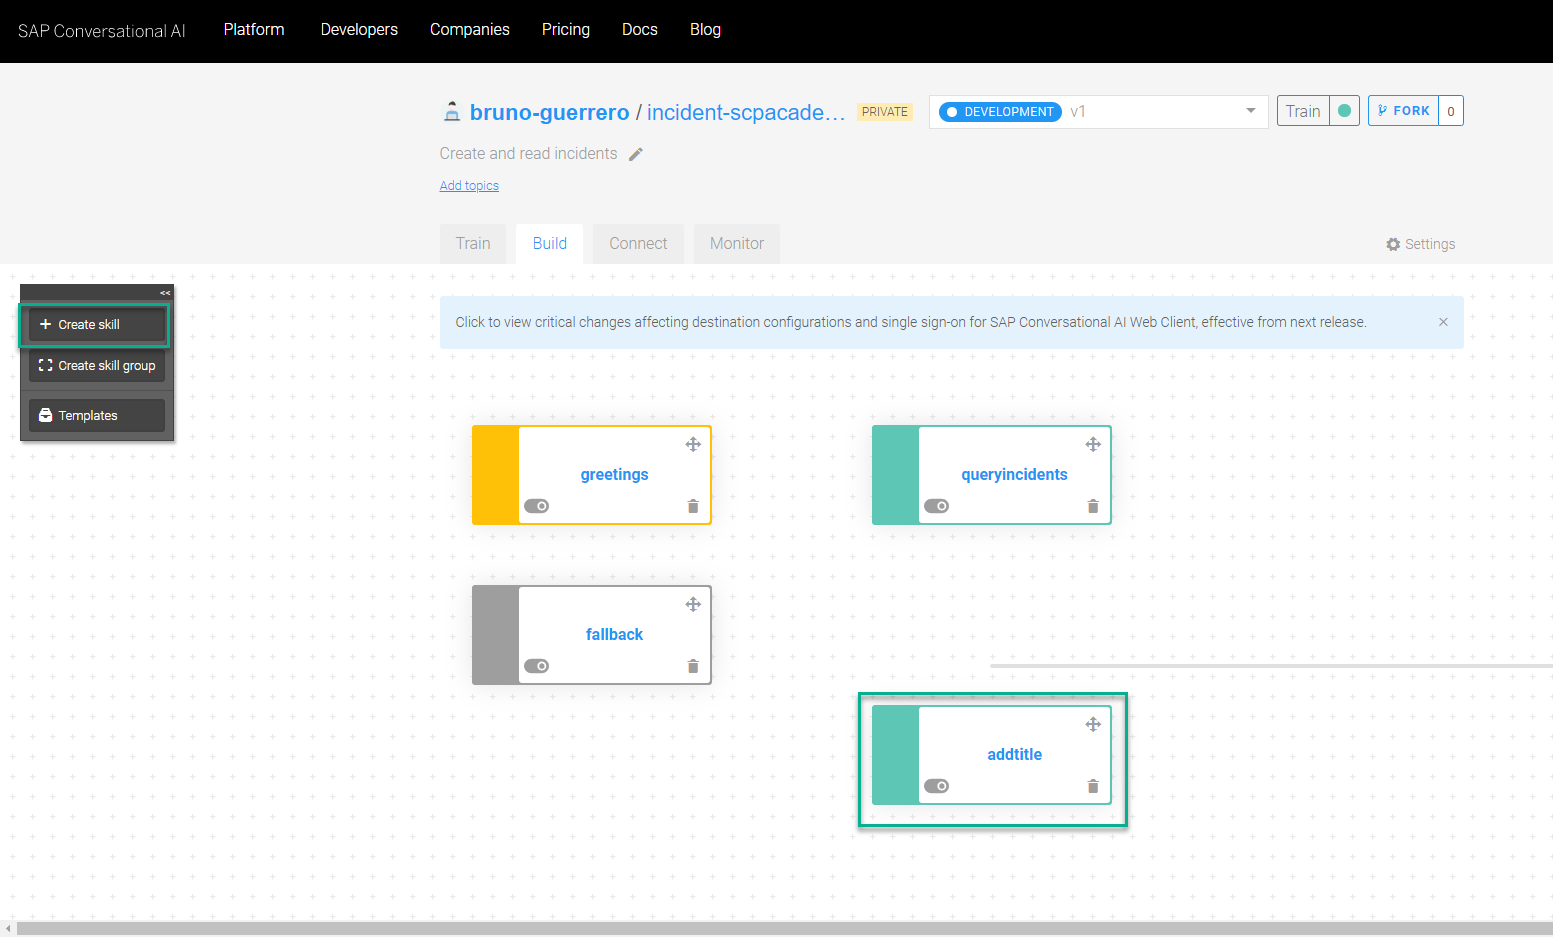 SAP Conversational AI Platform Developers Companies Pricing Docs Blog
bruno-guerrero / incident-scpacade... PRIVATE DEVELOPMENT v1 Train FORK 0
Create and read incidents
Add topics
Train Build Connect Monitor Settings
<<
Create skill
Create skill group
Templates
Click to view critical changes affecting destination configurations and single sign-on for SAP Conversational AI Web Client, effective from next release. ×
greetings
queryincidents
fallback
addtitle